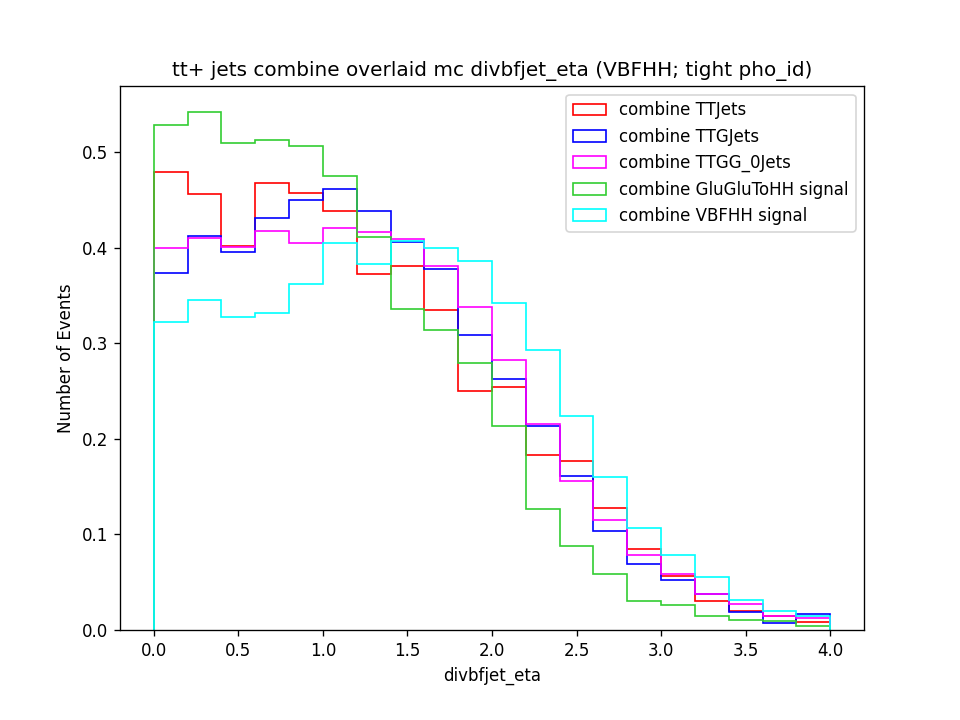 tt+ jets combine overlaid mc divbfjet_eta (VBFHH; tight pho_id)
combine TTJets
combine TTGJets
combine TTGG_0Jets
combine GluGluToHH signal
combine VBFHH signal
Number of Events
0.5
0.4
0.3
0.2
0.1
0.0
0.0 0.5 1.0 1.5 2.0 2.5 3.0 3.5 4.0
divbfjet_eta